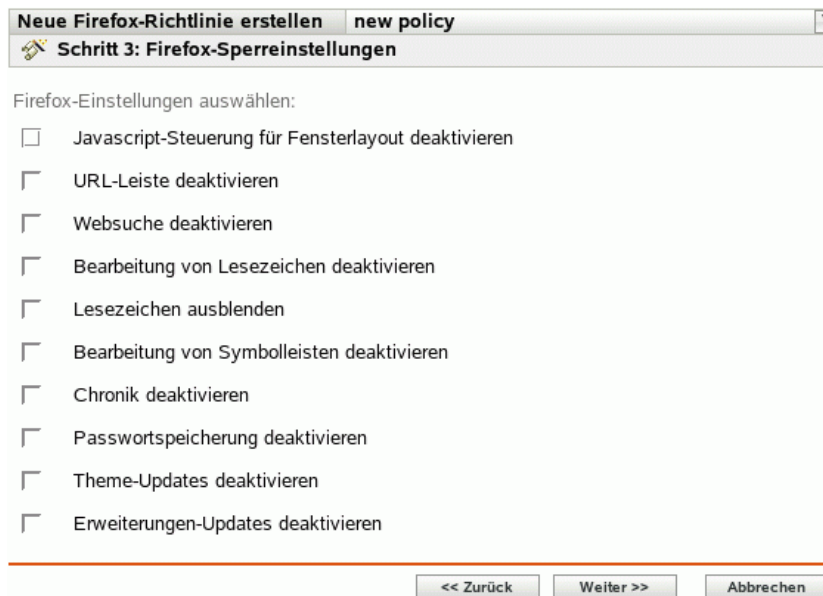 Neue Firefox-Richtlinie erstellen new policy
Schritt 3: Firefox-Sperreinstellungen
Firefox-Einstellungen auswählen:
Javascript-Steuerung für Fensterlayout deaktivieren
URL-Leiste deaktivieren
Websuche deaktivieren
Bearbeitung von Lesezeichen deaktivieren
Lesezeichen ausblenden
Bearbeitung von Symbolleisten deaktivieren
Chronik deaktivieren
Passwortspeicherung deaktivieren
Theme-Updates deaktivieren
Erweiterungen-Updates deaktivieren
<< Zurück Weiter >> Abbrechen